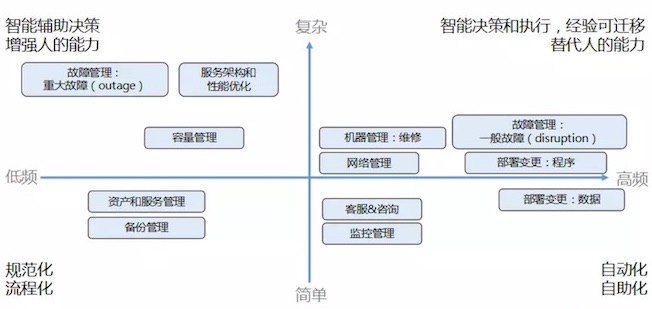 智能辅助决策
增强人的能力
复杂
智能决策和执行，经验可迁移
替代人的能力
故障管理：
重大故障（outage）
服务架构和
性能优化
容量管理
机器管理：维修
故障管理：
一般故障（disruption）
网络管理
部署变更：程序
低频
高频
资产和服务管理
备份管理
客服&咨询
监控管理
部署变更：数据
规范化
流程化
简单
自动化
自助化